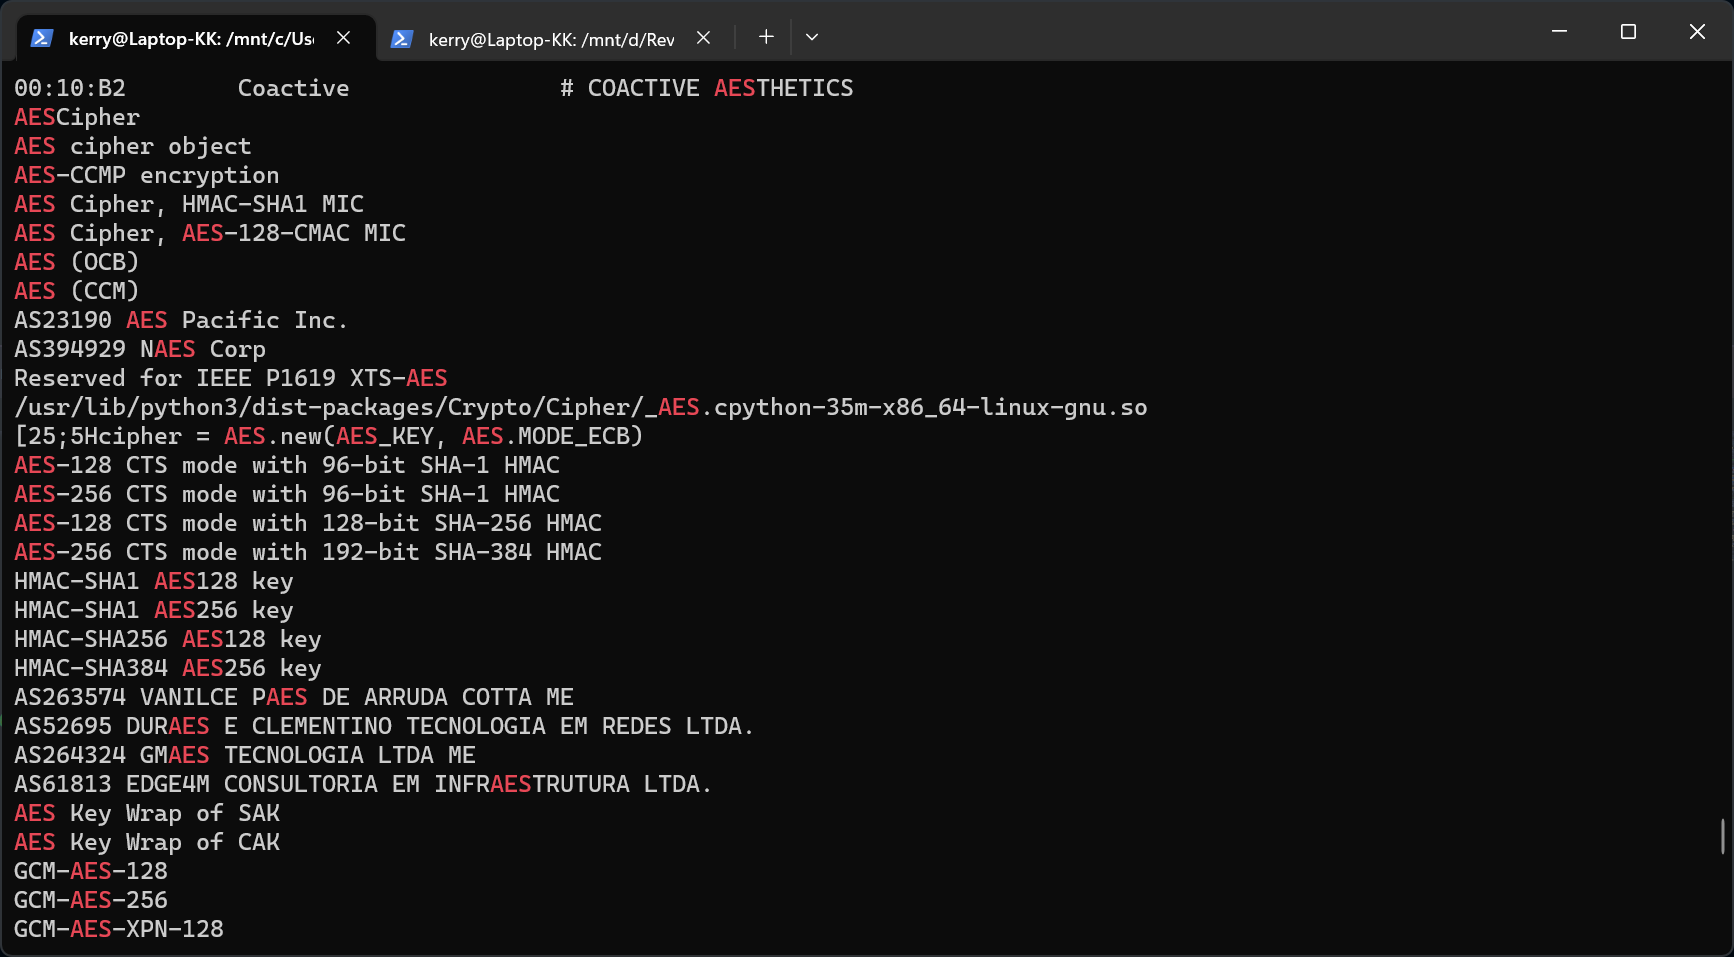 kerry@Laptop-KK: /mnt/c/Us
kerry@Laptop-KK: /mnt/d/Rev
00:10:B2        Coactive               # COACTIVE AESTHETICS
AESCipher
AES cipher object
AES-CCMP encryption
AES Cipher, HMAC-SHA1 MIC
AES Cipher, AES-128-CMAC MIC
AES (OCB)
AES (CCM)
AS23190 AES Pacific Inc.
AS394929 NAES Corp
Reserved for IEEE P1619 XTS-AES
/usr/lib/python3/dist-packages/Crypto/Cipher/_AES.cpython-35m-x86_64-linux-gnu.so
[25;5Hcipher = AES.new(AES_KEY, AES.MODE_ECB)
AES-128 CTS mode with 96-bit SHA-1 HMAC
AES-256 CTS mode with 96-bit SHA-1 HMAC
AES-128 CTS mode with 128-bit SHA-256 HMAC
AES-256 CTS mode with 192-bit SHA-384 HMAC
HMAC-SHA1 AES128 key
HMAC-SHA1 AES256 key
HMAC-SHA256 AES128 key
HMAC-SHA384 AES256 key
AS263574 VANILCE PAES DE ARRUDA COTTA ME
AS52695 DURAES E CLEMENTINO TECNOLOGIA EM REDES LTDA.
AS264324 GMAES TECNOLOGIA LTDA ME
AS61813 EDGE4M CONSULTORIA EM INFRAESTRUTURA LTDA.
AES Key Wrap of SAK
AES Key Wrap of CAK
GCM-AES-128
GCM-AES-256
GCM-AES-XPN-128